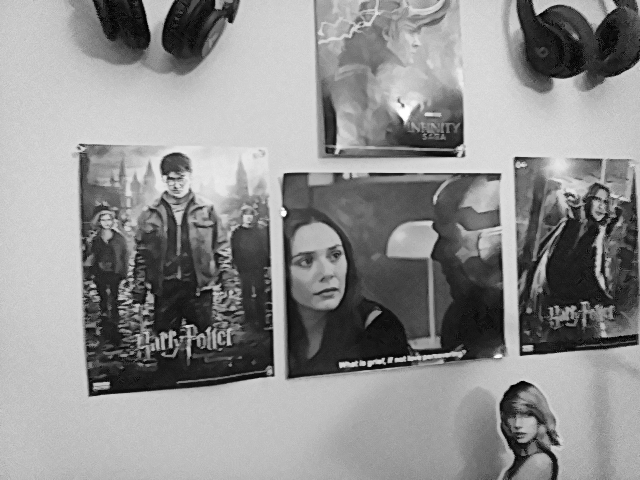 INFINITY
SAGA
Harry Potter
What is grief, if not love persevering?
Harry Potter